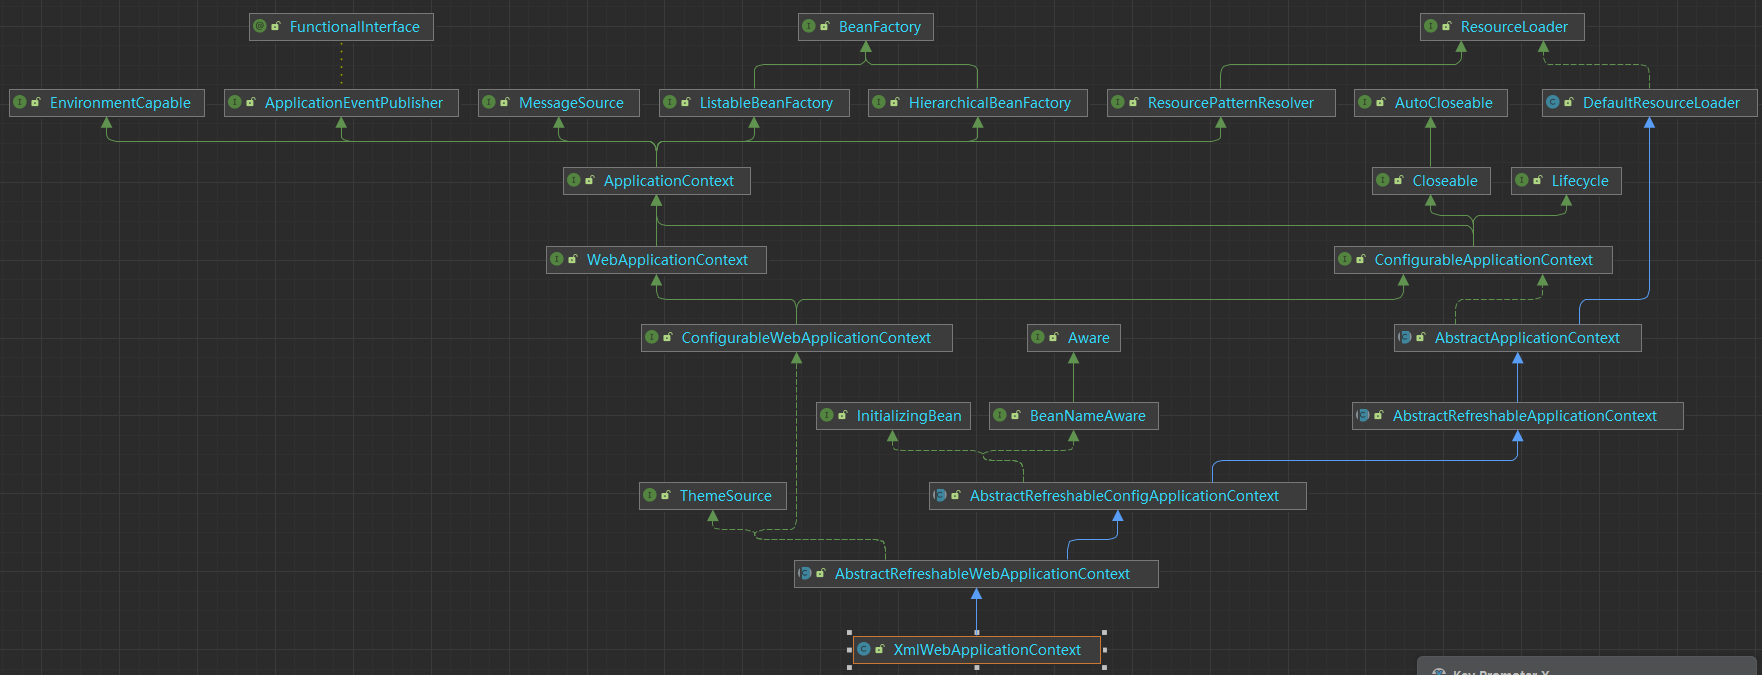 FunctionalInterface
BeanFactory
ResourceLoader
EnvironmentCapable
ApplicationEventPublisher
MessageSource
ListableBeanFactory
HierarchicalBeanFactory
ResourcePatternResolver
AutoCloseable
DefaultResourceLoader
ApplicationContext
Closeable
Lifecycle
WebApplicationContext
ConfigurableApplicationContext
ConfigurableWebApplicationContext
Aware
AbstractApplicationContext
InitializingBean
BeanNameAware
AbstractRefreshableApplicationContext
ThemeSource
AbstractRefreshableConfigApplicationContext
AbstractRefreshableWebApplicationContext
XmlWebApplicationContext
Key Promoter X